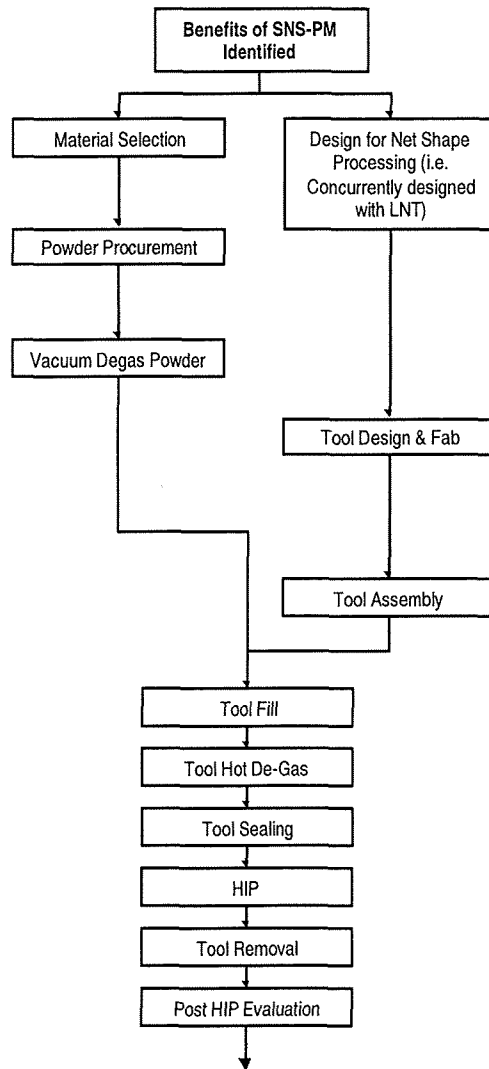 Benefits of SNS-PM
Identified
Material Selection
Powder Procurement
Vacuum Degas Powder
Design for Net Shape
Processing (i.e.
Concurrently designed
with LNT)
Tool Design & Fab
Tool Assembly
Tool Fill
Tool Hot De-Gas
Tool Sealing
HIP
Tool Removal
Post HIP Evaluation